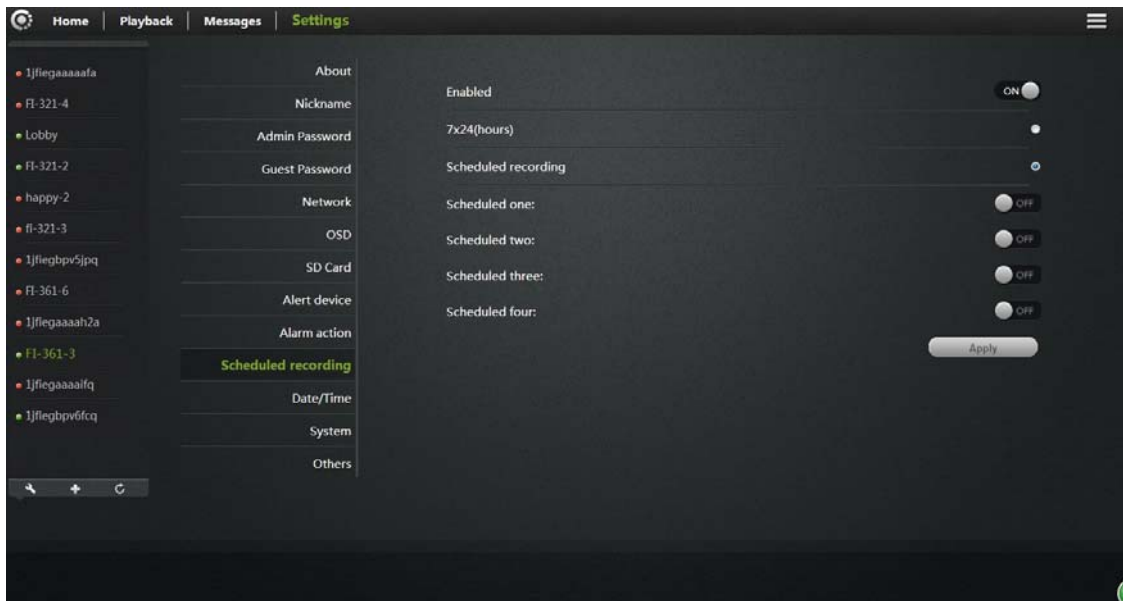 Home | Playback | Messages | Settings
1jfiegaaaaafa
FI-321-4
Lobby
FI-321-2
happy-2
fI-321-3
1jfiegbpv5jpq
FI-361-6
1jfiegaaaah2a
FI-361-3
1jfiegaaaaifq
1jfiegbpv6fcq
About
Nickname
Admin Password
Guest Password
Network
OSD
SD Card
Alert device
Alarm action
Scheduled recording
Date/Time
System
Others
Enabled ON
7x24(hours)
Scheduled recording
Scheduled one: OFF
Scheduled two: OFF
Scheduled three: OFF
Scheduled four: OFF
Apply